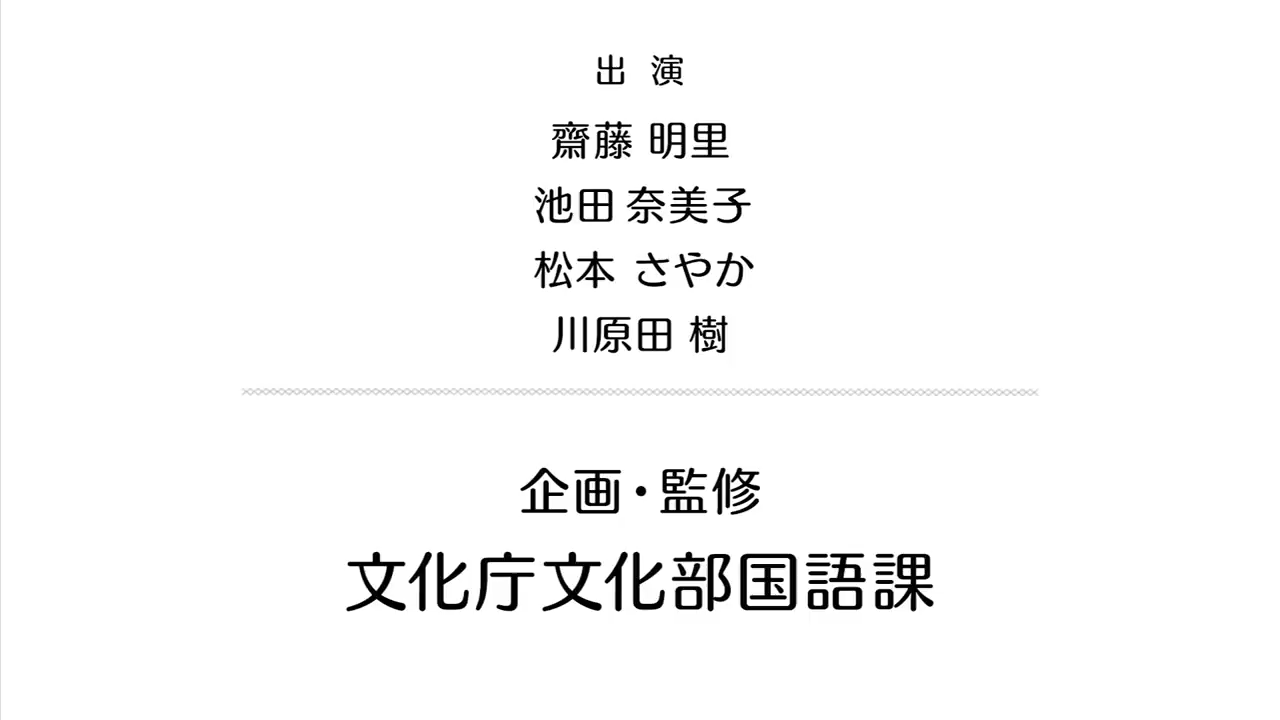 出 演
齋藤 明里
池田 奈美子
松本 さやか
川原田 樹
企画・監修
文化庁文化部国語課